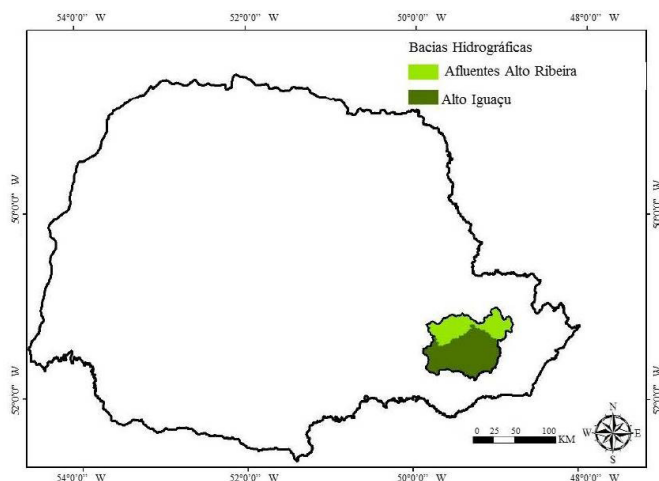 54°0'0" W
52°0'0" W
50°0'0" W
48°0'0" W
Bacias Hidrográficas
Afluentes Alto Ribeira
Alto Iguaçu
50°0'0" W
50°0'0" W
52°0'0" W
52°0'0" W
N
W
E
S
0 25 50 100
KM
54°0'0" W
52°0'0" W
50°0'0" W
48°0'0" W